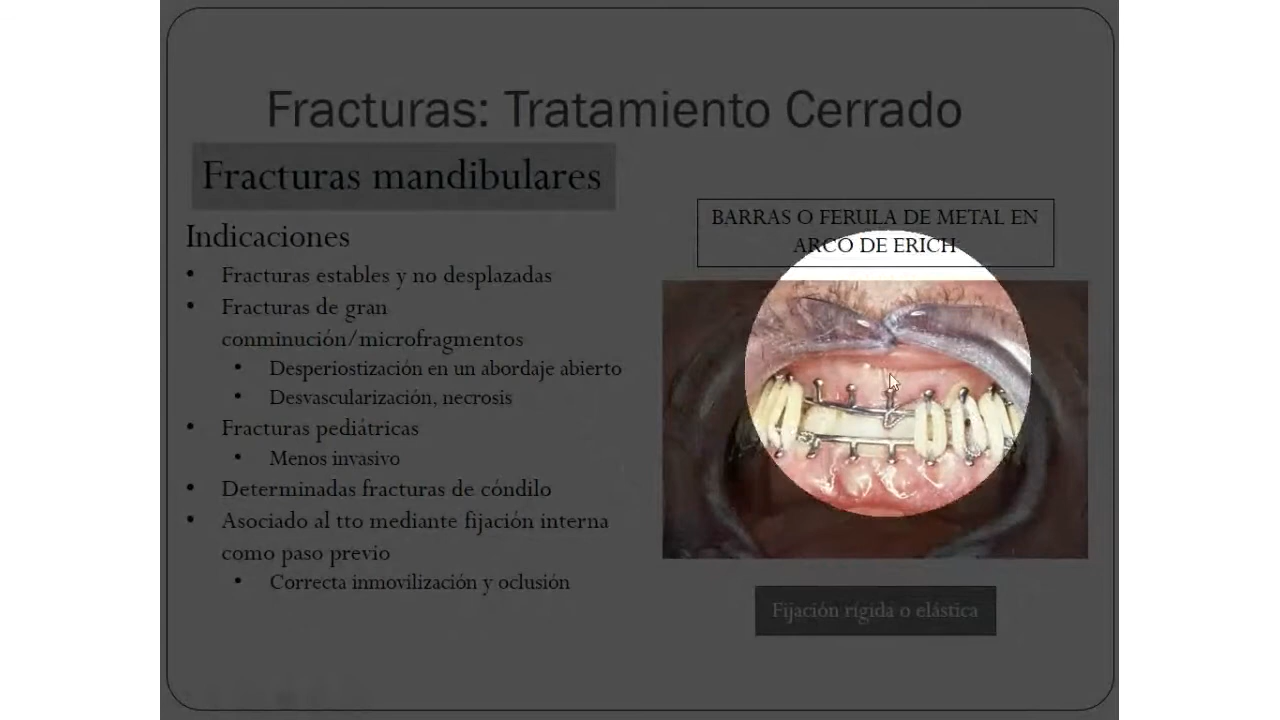 Fracturas: Tratamiento Cerrado
Fracturas mandibulares
Indicaciones
• Fracturas estables y no desplazadas
• Fracturas de gran
conminución/microfragmentos
• Desperiostización en un abordaje abierto
• Desvascularización, necrosis
• Fracturas pediátricas
• Menos invasivo
• Determinadas fracturas de cóndilo
• Asociado al tto mediante fijación interna
como paso previo
• Correcta inmovilización y oclusión
BARRAS O FERULA DE METAL EN
ARCO DE ERICH
Fijación rígida o elástica